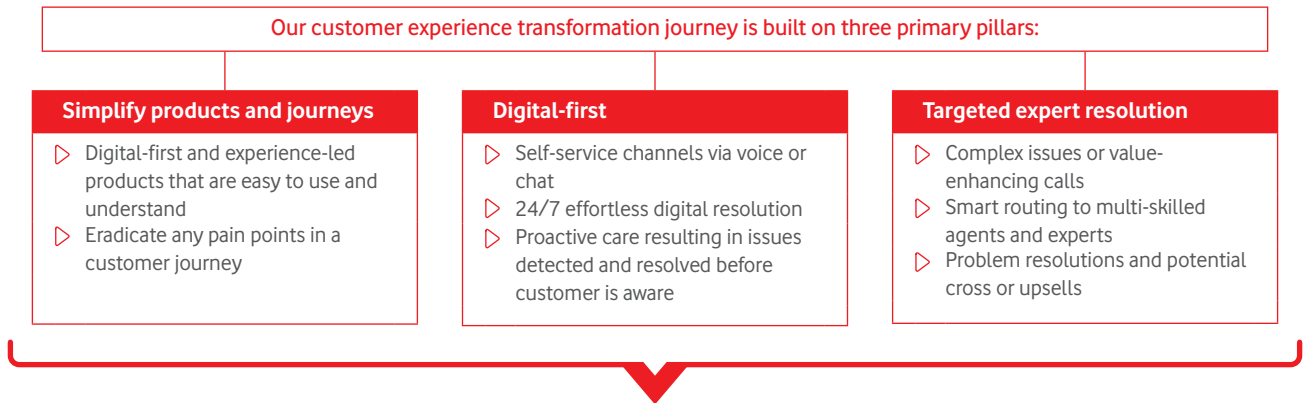 Our customer experience transformation journey is built on three primary pillars:
Simplify products and journeys
Digital-first and experience-led
products that are easy to use and
understand
Eradicate any pain points in a
customer journey
Digital-first
Self-service channels via voice or
chat
24/7 effortless digital resolution
Proactive care resulting in issues
detected and resolved before
customer is aware
Targeted expert resolution
Complex issues or value-
enhancing calls
Smart routing to multi-skilled
agents and experts
Problem resolutions and potential
cross or upsells